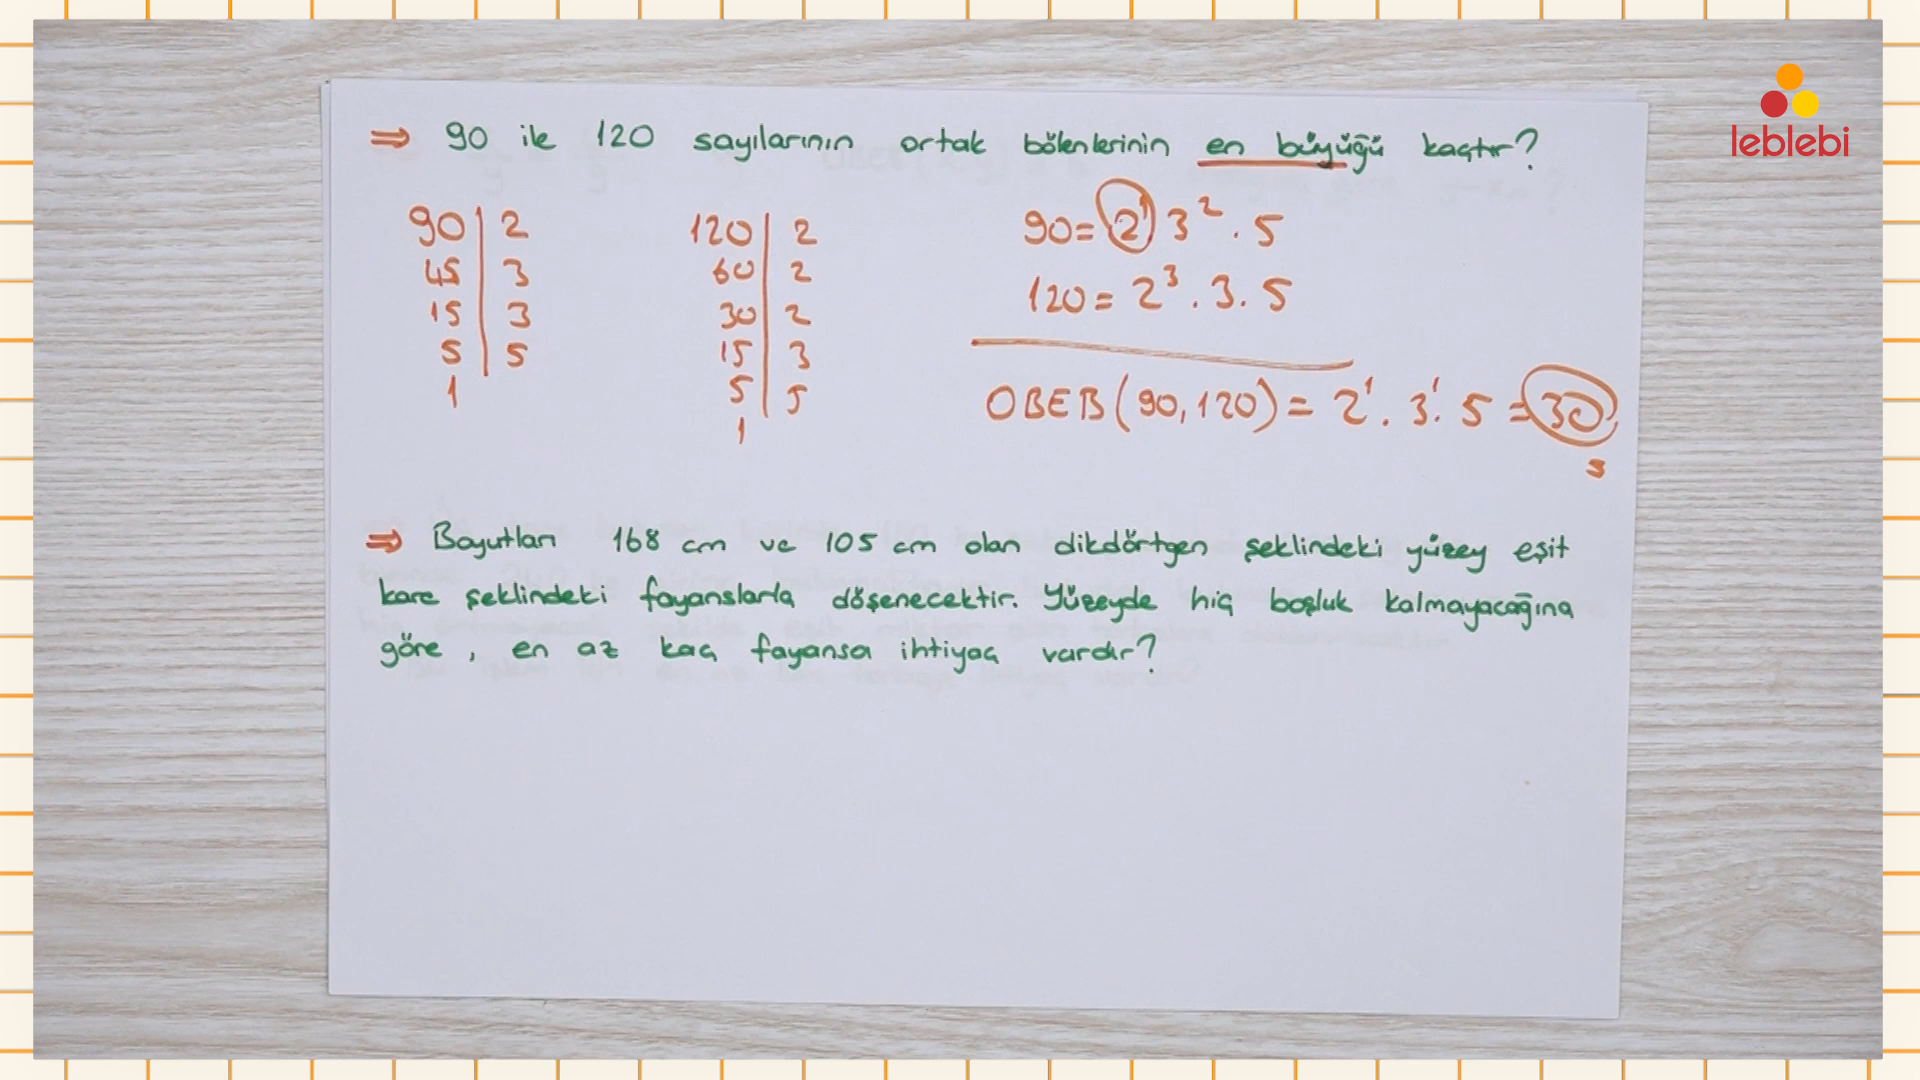 leblebi
⇒ 90 ile 120 sayılarının ortak bölenlerinin en büyüğü kaçtır?
90 | 2
45 | 3
15 | 3
5 | 5
1
120 | 2
60 | 2
30 | 2
15 | 3
5 | 5
1
90 = 2¹ 3² . 5
120 = 2³ . 3 . 5
OBEB(90,120) = 2¹ . 3¹ . 5 = 30
⇒ Boyutları 168 cm ve 105 cm olan dikdörtgen şeklindeki yüzey eşit
kare şeklindeki fayanslarla döşenecektir. Yüzeyde hiç boşluk kalmayacağına
göre , en az kaç fayansa ihtiyaç vardır?